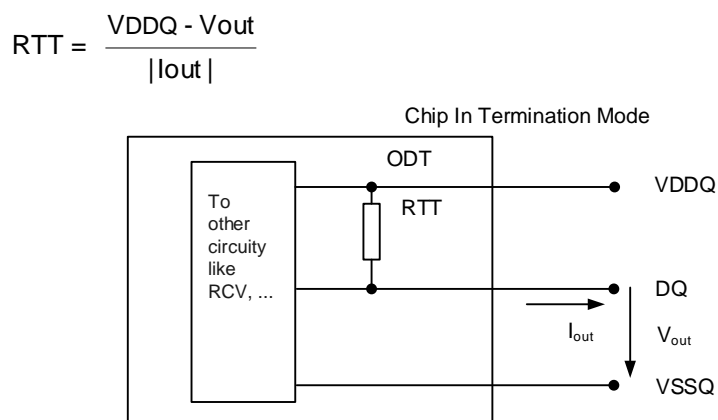 RTT = VDDQ - Vout
|Iout|
Chip In Termination Mode
ODT
VDDQ
To
other
circuity
like
RCV, ...
RTT
DQ
Iout
Vout
VSSQ